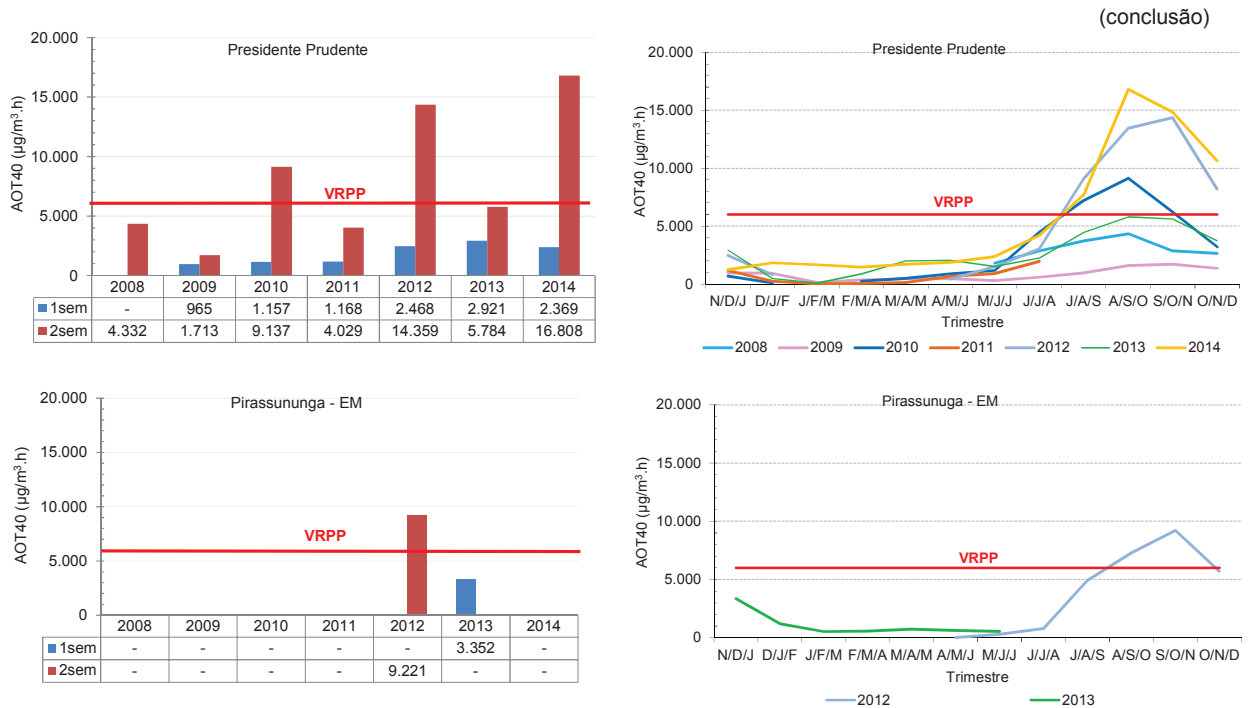 (conclusão)
Presidente Prudente
AOT40 (µg/m³.h)
20.000
15.000
10.000
5.000
0
VRPP
2008 2009 2010 2011 2012 2013 2014
1sem - 965 1.157 1.168 2.468 2.921 2.369
2sem 4.332 1.713 9.137 4.029 14.359 5.784 16.808
Presidente Prudente
AOT40 (µg/m³.h)
20.000
15.000
10.000
5.000
0
VRPP
N/D/J D/J/F J/F/M F/M/A M/A/M A/M/J M/J/J J/J/A J/A/S A/S/O S/O/N O/N/D
Trimestre
2008 2009 2010 2011 2012 2013 2014
Pirassununga - EM
AOT40 (µg/m³.h)
20.000
15.000
10.000
5.000
0
VRPP
2008 2009 2010 2011 2012 2013 2014
1sem - - - - - 3.352 -
2sem - - - - 9.221 - -
Pirassunuga - EM
AOT40 (µg/m³.h)
20.000
15.000
10.000
5.000
0
VRPP
N/D/J D/J/F J/F/M F/M/A M/A/M A/M/J M/J/J J/J/A J/A/S A/S/O S/O/N O/N/D
Trimestre
2012 2013